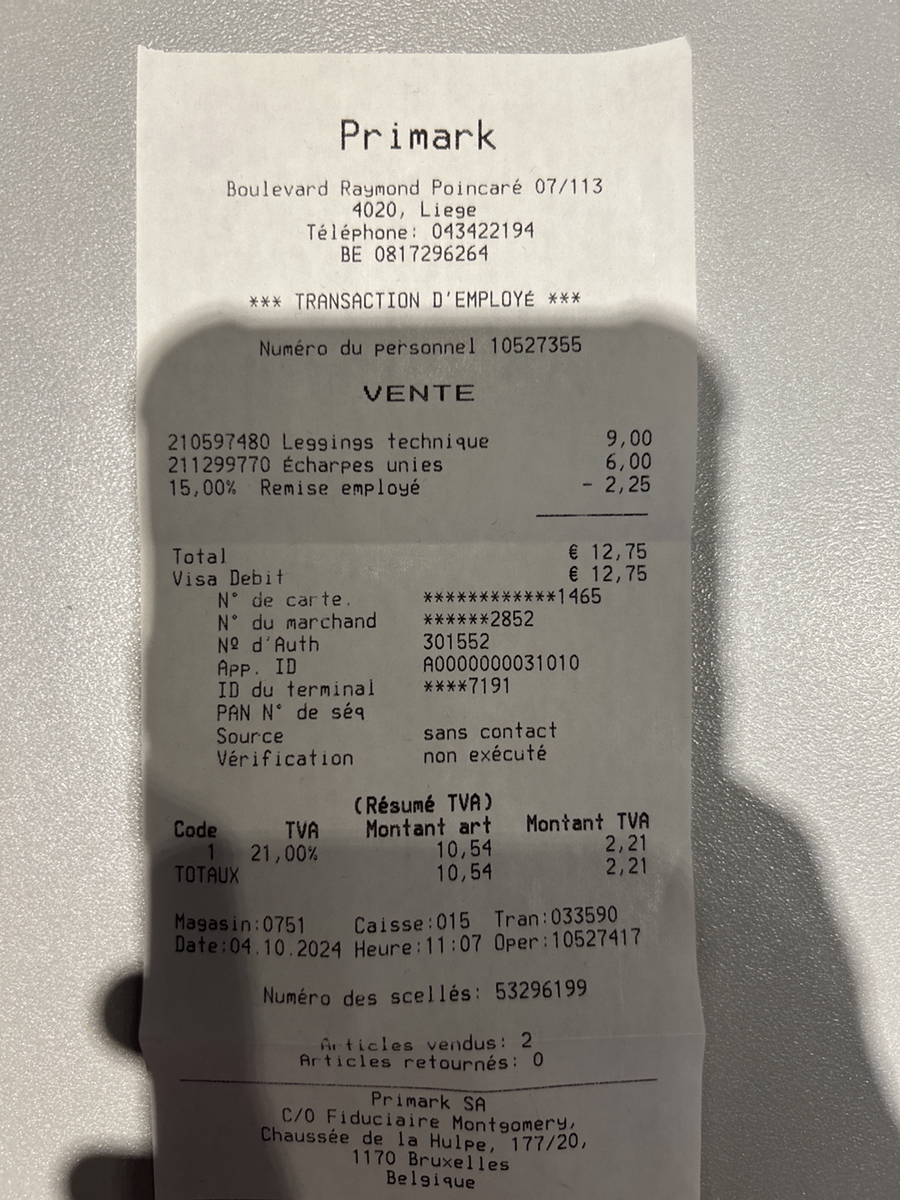 Primark
Boulevard Raymond Poincaré 07/113
4020, Liege
Téléphone: 043422194
BE 0817296264
*** TRANSACTION D'EMPLOYÉ ***
Numéro du personnel 10527355
VENTE
210597480 Leggings technique 9,00
211299770 Écharpes unies 6,00
15,00% Remise employé - 2,25
Total € 12,75
Visa Debit € 12,75
N° de carte. ************1465
N° du marchand ******2852
Nº d'Auth 301552
App. ID A0000000031010
ID du terminal ****7191
PAN N° de séq
Source sans contact
Vérification non exécuté
(Résumé TVA)
Code TVA Montant art Montant TVA
1 21,00% 10,54 2,21
TOTAUX 10,54 2,21
Magasin:0751 Caisse:015 Tran:033590
Date:04.10.2024 Heure:11:07 Oper:10527417
Numéro des scellés: 53296199
Articles vendus: 2
Articles retournés: 0
Primark SA
C/O Fiduciaire Montgomery,
Chaussée de la Hulpe, 177/20,
1170 Bruxelles
Belgique